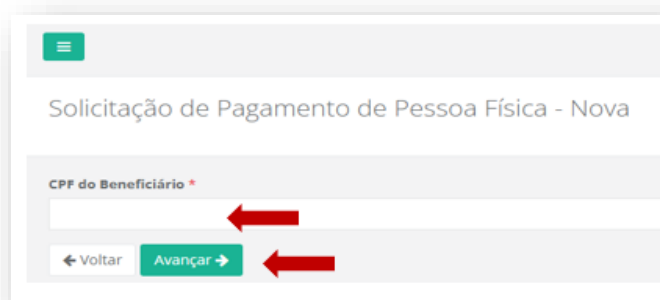 Solicitação de Pagamento de Pessoa Física - Nova
CPF do Beneficiário *
Voltar Avançar